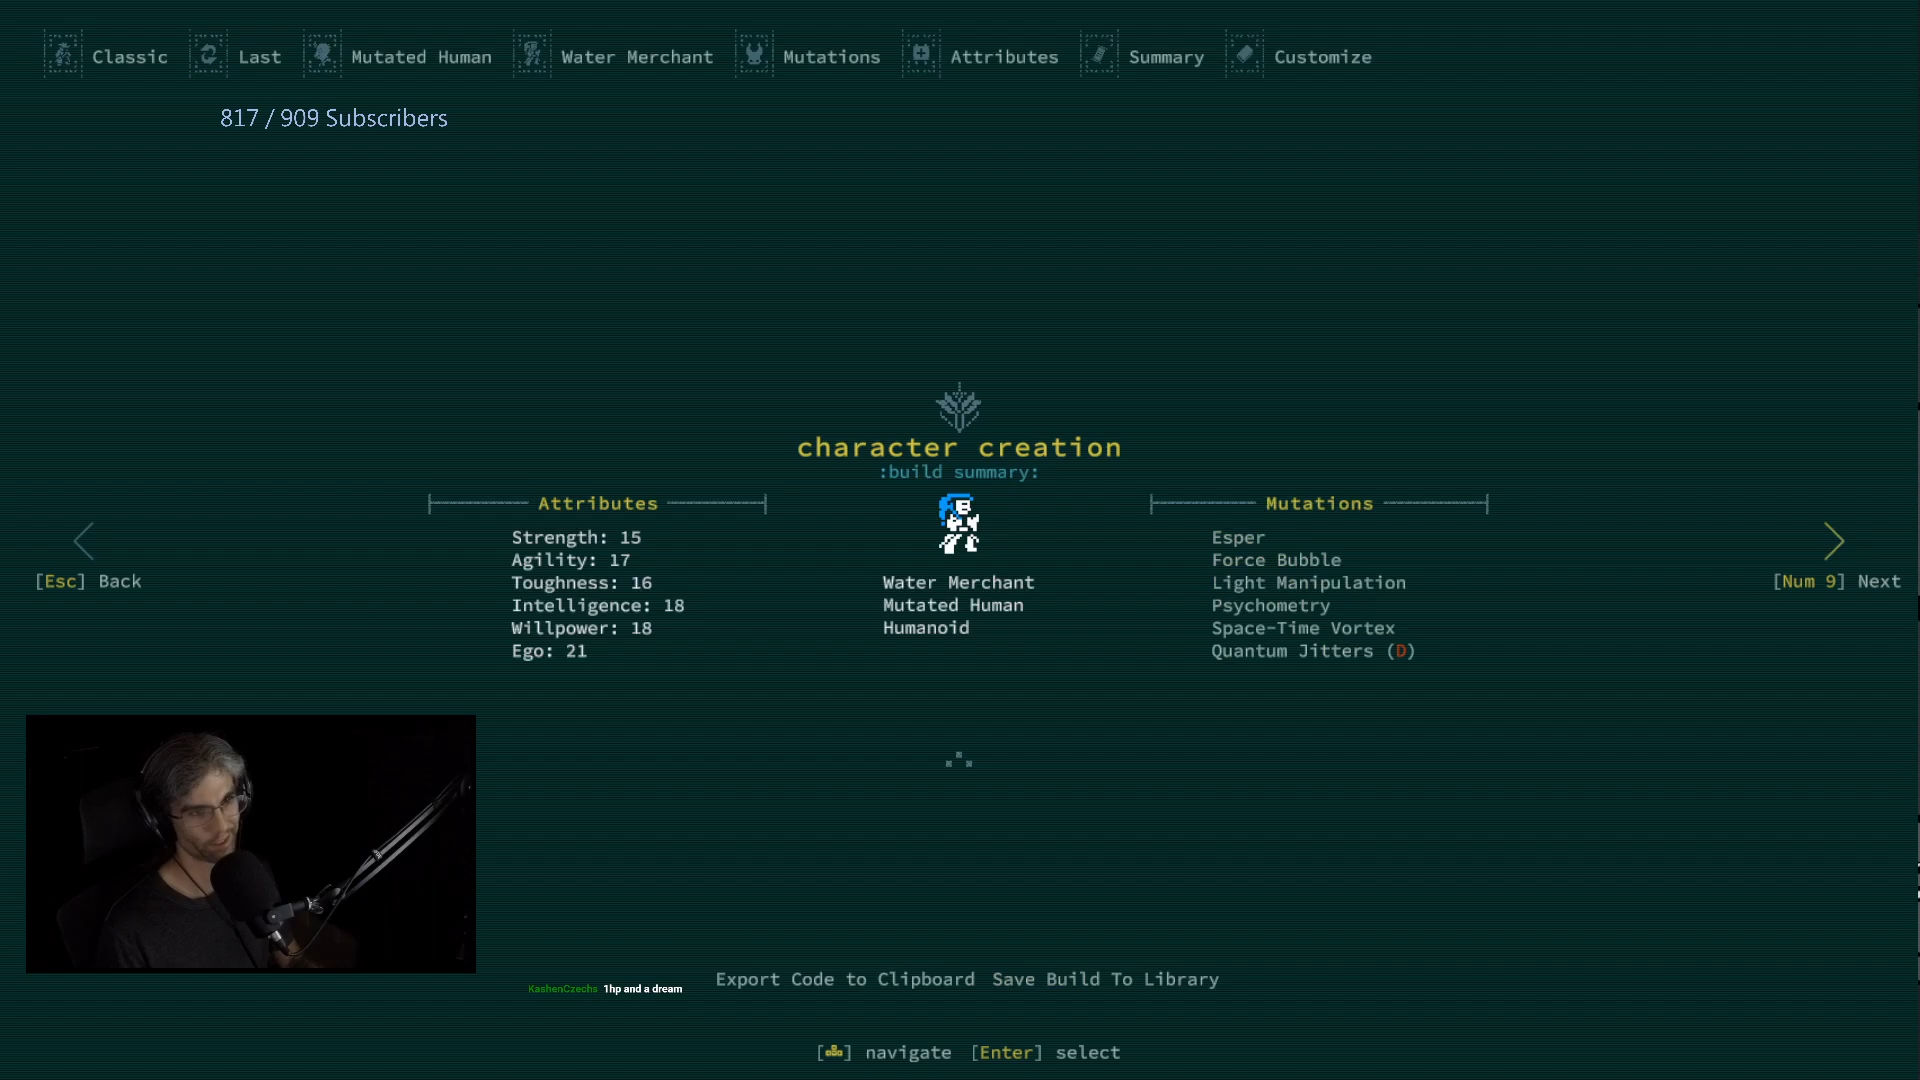 Classic Last Mutated Human Water Merchant Mutations Attributes Summary Customize
817 / 909 Subscribers
character creation
:build summary:
Attributes
Strength: 15
Agility: 17
Toughness: 16
Intelligence: 18
Willpower: 18
Ego: 21
Water Merchant
Mutated Human
Humanoid
Mutations
Esper
Force Bubble
Light Manipulation
Psychometry
Space-Time Vortex
Quantum Jitters (D)
[Esc] Back
[Num 9] Next
Export Code to Clipboard Save Build To Library
KashenCzechs 1hp and a dream
navigate [Enter] select